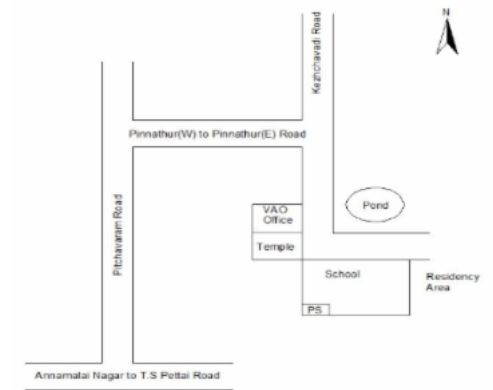 N
Kezhchavadi Road
Pinnathur(W) to Pinnathur(E) Road
Pitchavaram Road
VAO
Office
Pond
Temple
School
Residency
Area
PS
Annamalai Nagar to T.S Pettai Road